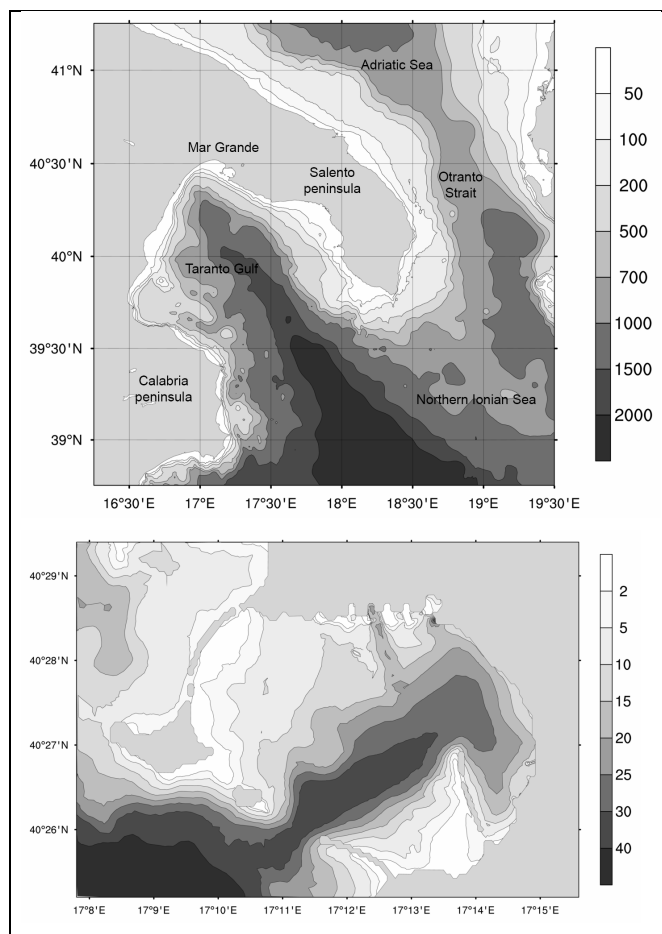 41°N
40°30'N
40°N
39°30'N
39°N
Adriatic Sea
Mar Grande
Salento
peninsula
Otranto
Strait
Taranto Gulf
Calabria
peninsula
Northern Ionian Sea
16°30'E 17°E 17°30'E 18°E 18°30'E 19°E 19°30'E
50
100
200
500
700
1000
1500
2000
40°29'N
40°28'N
40°27'N
40°26'N
17°8'E 17°9'E 17°10'E 17°11'E 17°12'E 17°13'E 17°14'E 17°15'E
2
5
10
15
20
25
30
40